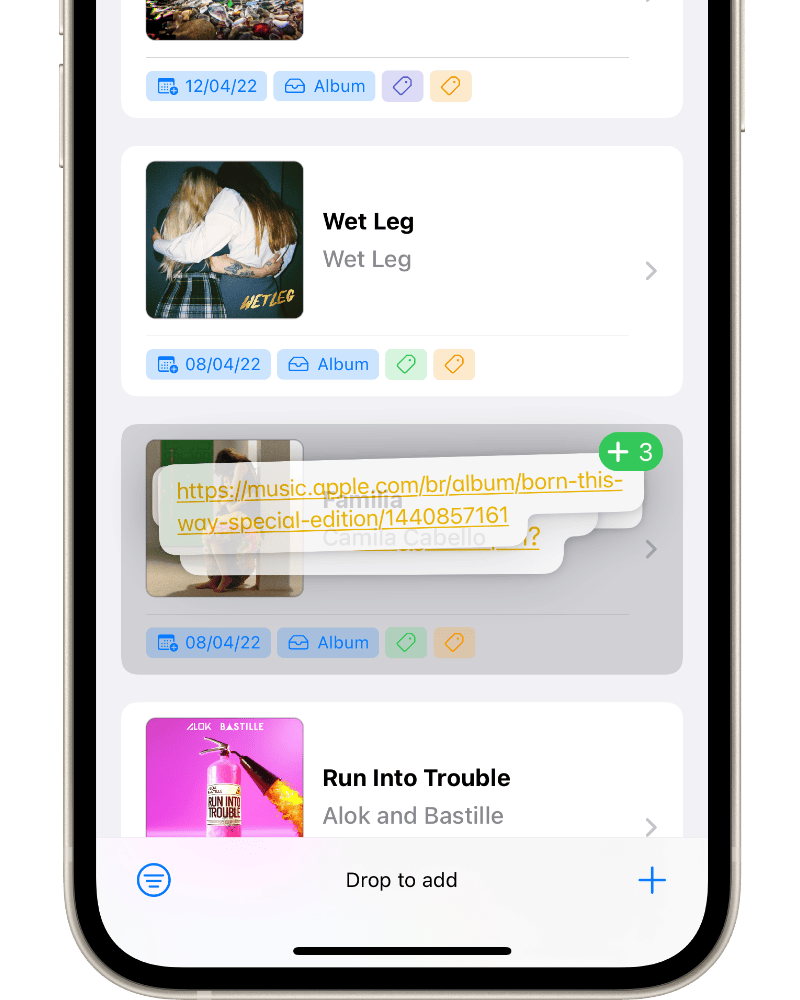 12/04/22
Album
Wet Leg
Wet Leg
WET LEG
08/04/22
Album
3
https://music.apple.com/br/album/born-this-
way-special-edition/1440857161
Familia
Camila Cabello
?
08/04/22
Album
ALOK BASTILLE
RUN INTO
TROUBLE
Run Into Trouble
Alok and Bastille
Drop to add